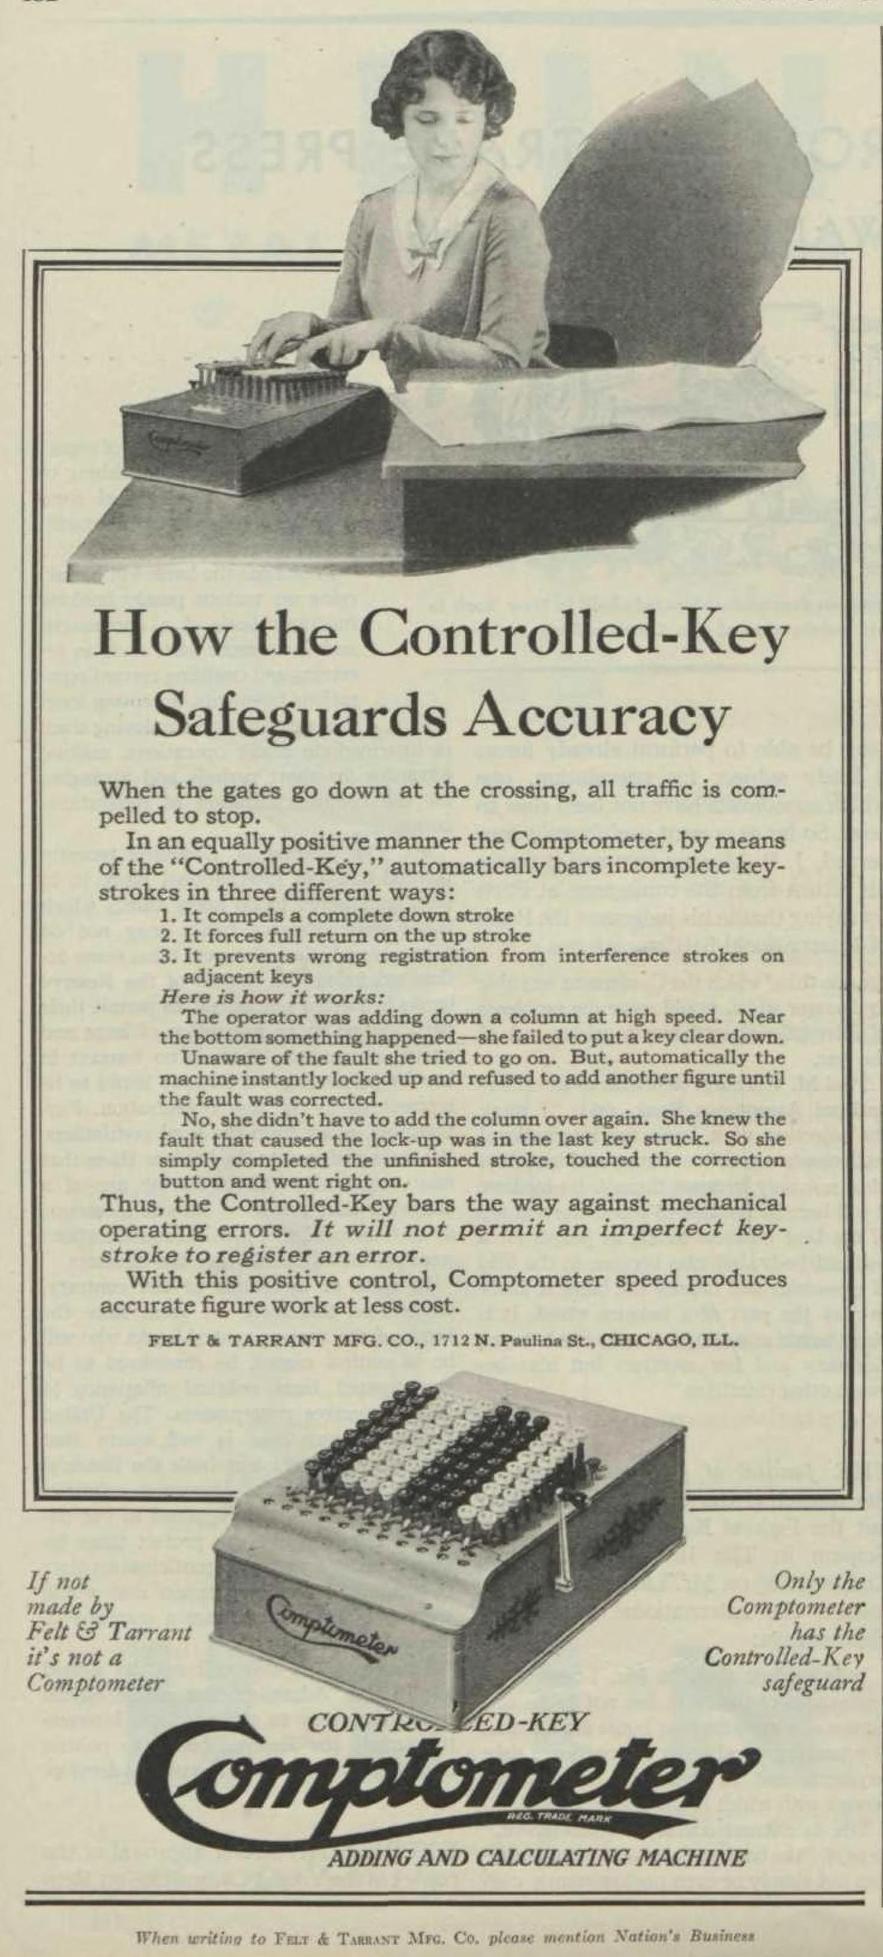 Comptometer
How the Controlled-Key
Safeguards Accuracy
When the gates go down at the crossing, all traffic is com-
pelled to stop.
In an equally positive manner the Comptometer, by means
of the "Controlled-Key," automatically bars incomplete key-
strokes in three different ways:
1. It compels a complete down stroke
2. It forces full return on the up stroke
3. It prevents wrong registration from interference strokes on
adjacent keys
Here is how it works:
The operator was adding down a column at high speed. Near
the bottom something happened—she failed to put a key clear down.
Unaware of the fault she tried to go on. But, automatically the
machine instantly locked up and refused to add another figure until
the fault was corrected.
No, she didn't have to add the column over again. She knew the
fault that caused the lock-up was in the last key struck. So she
simply completed the unfinished stroke, touched the correction
button and went right on.
Thus, the Controlled-Key bars the way against mechanical
operating errors. It will not permit an imperfect key-
stroke to register an error.
With this positive control, Comptometer speed produces
accurate figure work at less cost.
FELT & TARRANT MFG. CO., 1712 N. Paulina St., CHICAGO, ILL.
Comptometer
If not
made by
Felt & Tarrant
it's not a
Comptometer
Only the
Comptometer
has the
Controlled-Key
safeguard
CONTROLLED-KEY
Comptometer
REG. TRADE MARK
ADDING AND CALCULATING MACHINE
When writing to FELT & TARRANT MFG. CO. please mention Nation's Business